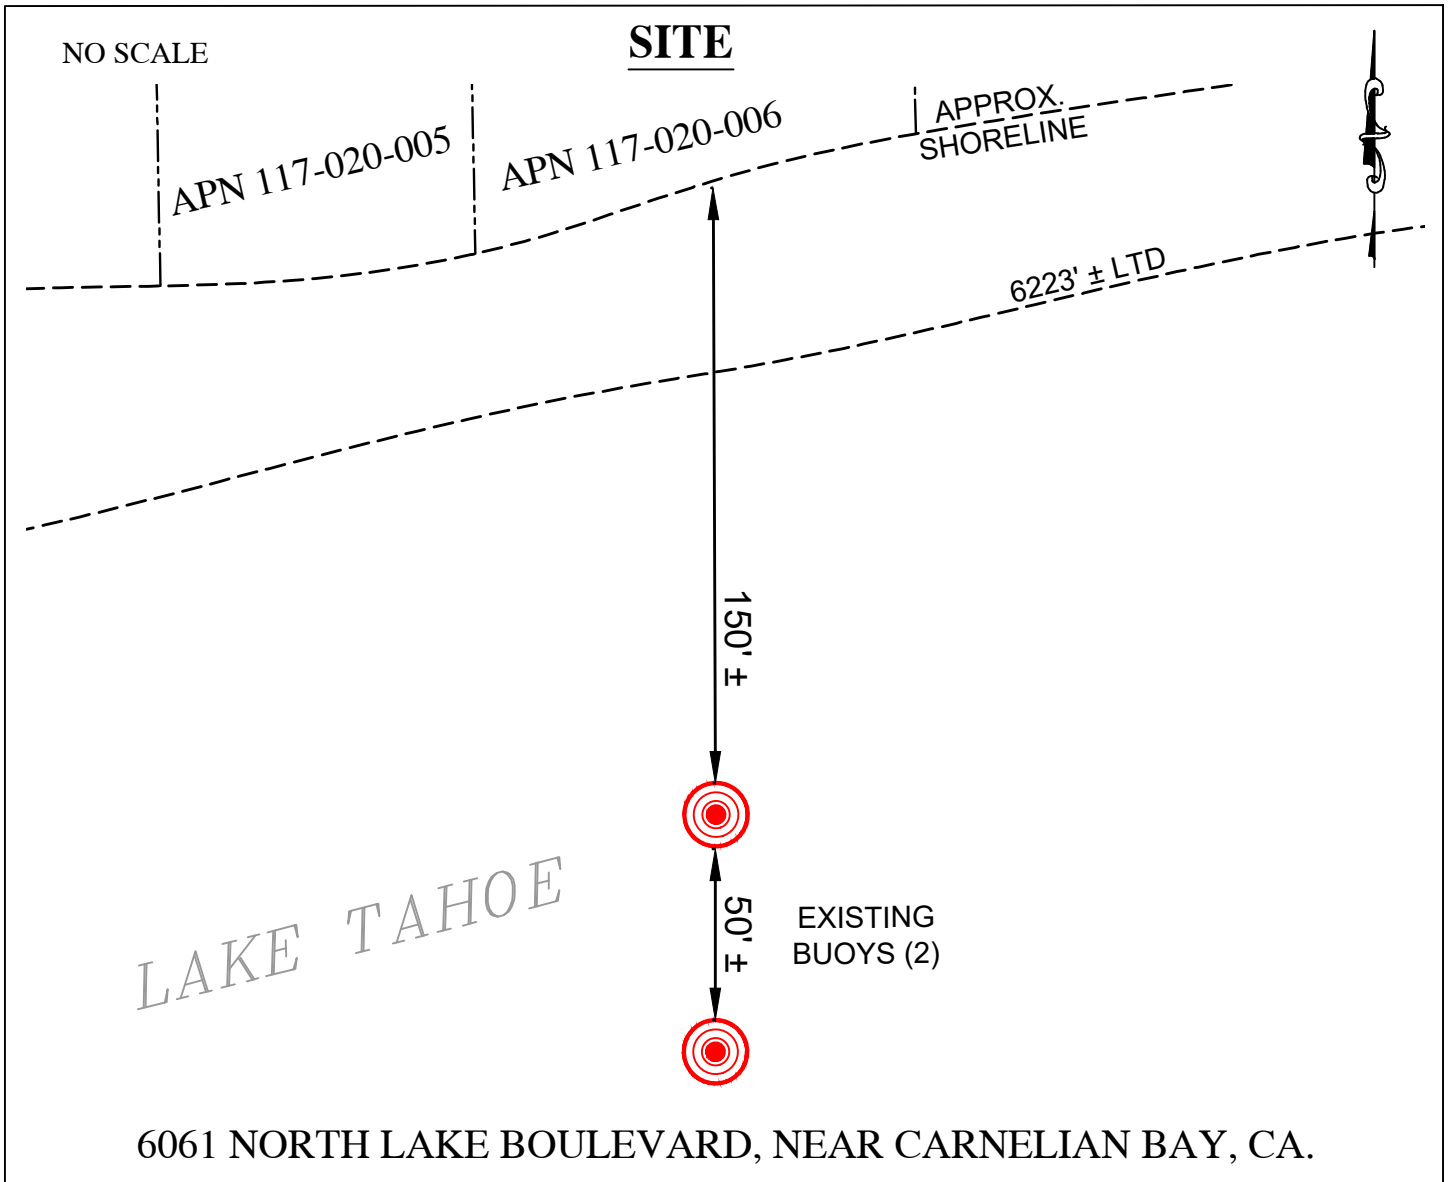 NO SCALE
SITE
APN 117-020-005
APN 117-020-006
APPROX.
SHORELINE
6223' ± LTD
150' ±
50' ±
EXISTING
BUOYS (2)
LAKE TAHOE
6061 NORTH LAKE BOULEVARD, NEAR CARNELIAN BAY, CA.